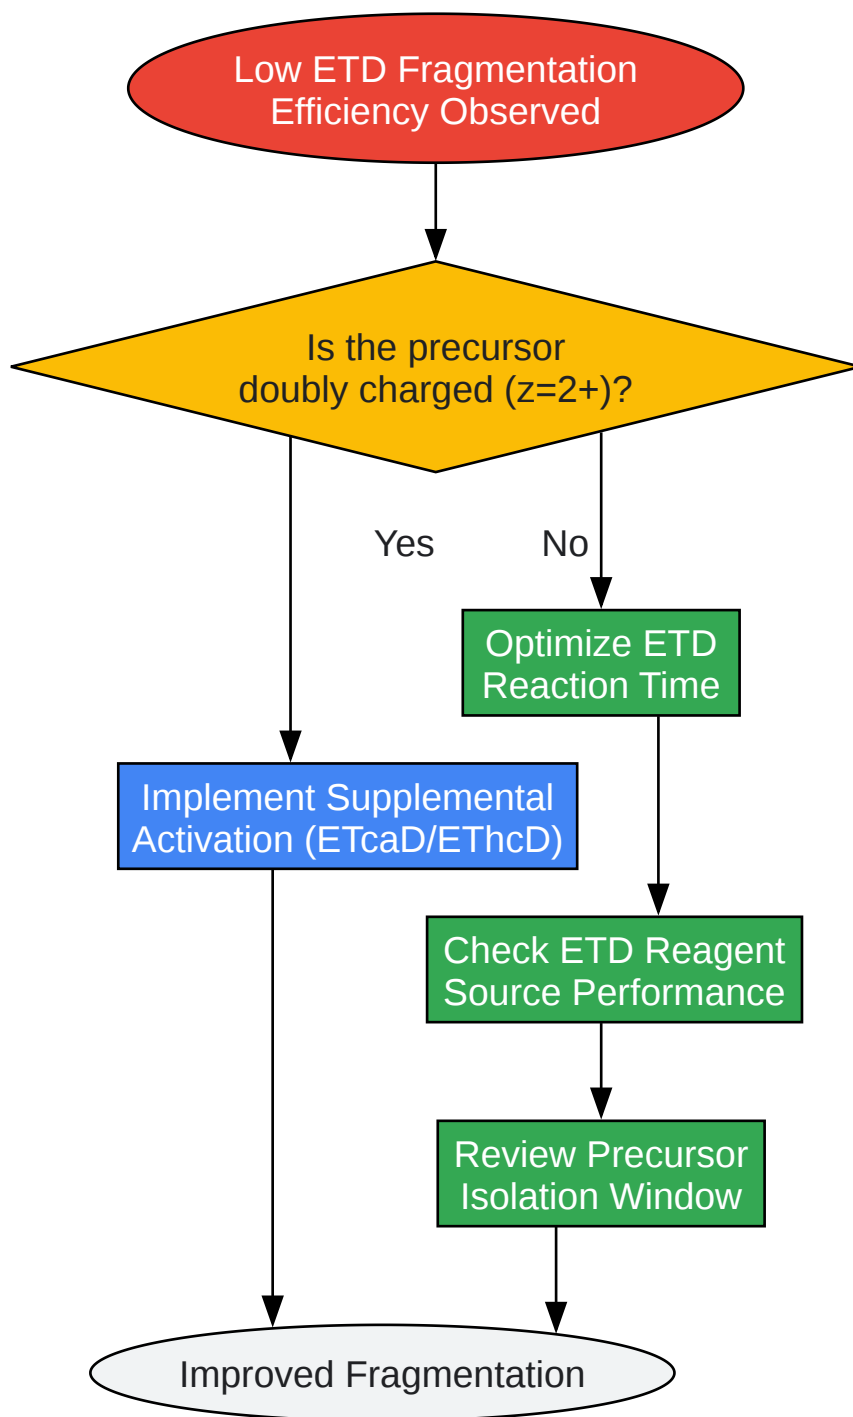 Low ETD Fragmentation
Efficiency Observed
Is the precursor
doubly charged (z=2+)?
Yes
No
Optimize ETD
Reaction Time
Implement Supplemental
Activation (ETcaD/EThcD)
Check ETD Reagent
Source Performance
Review Precursor
Isolation Window
Improved Fragmentation